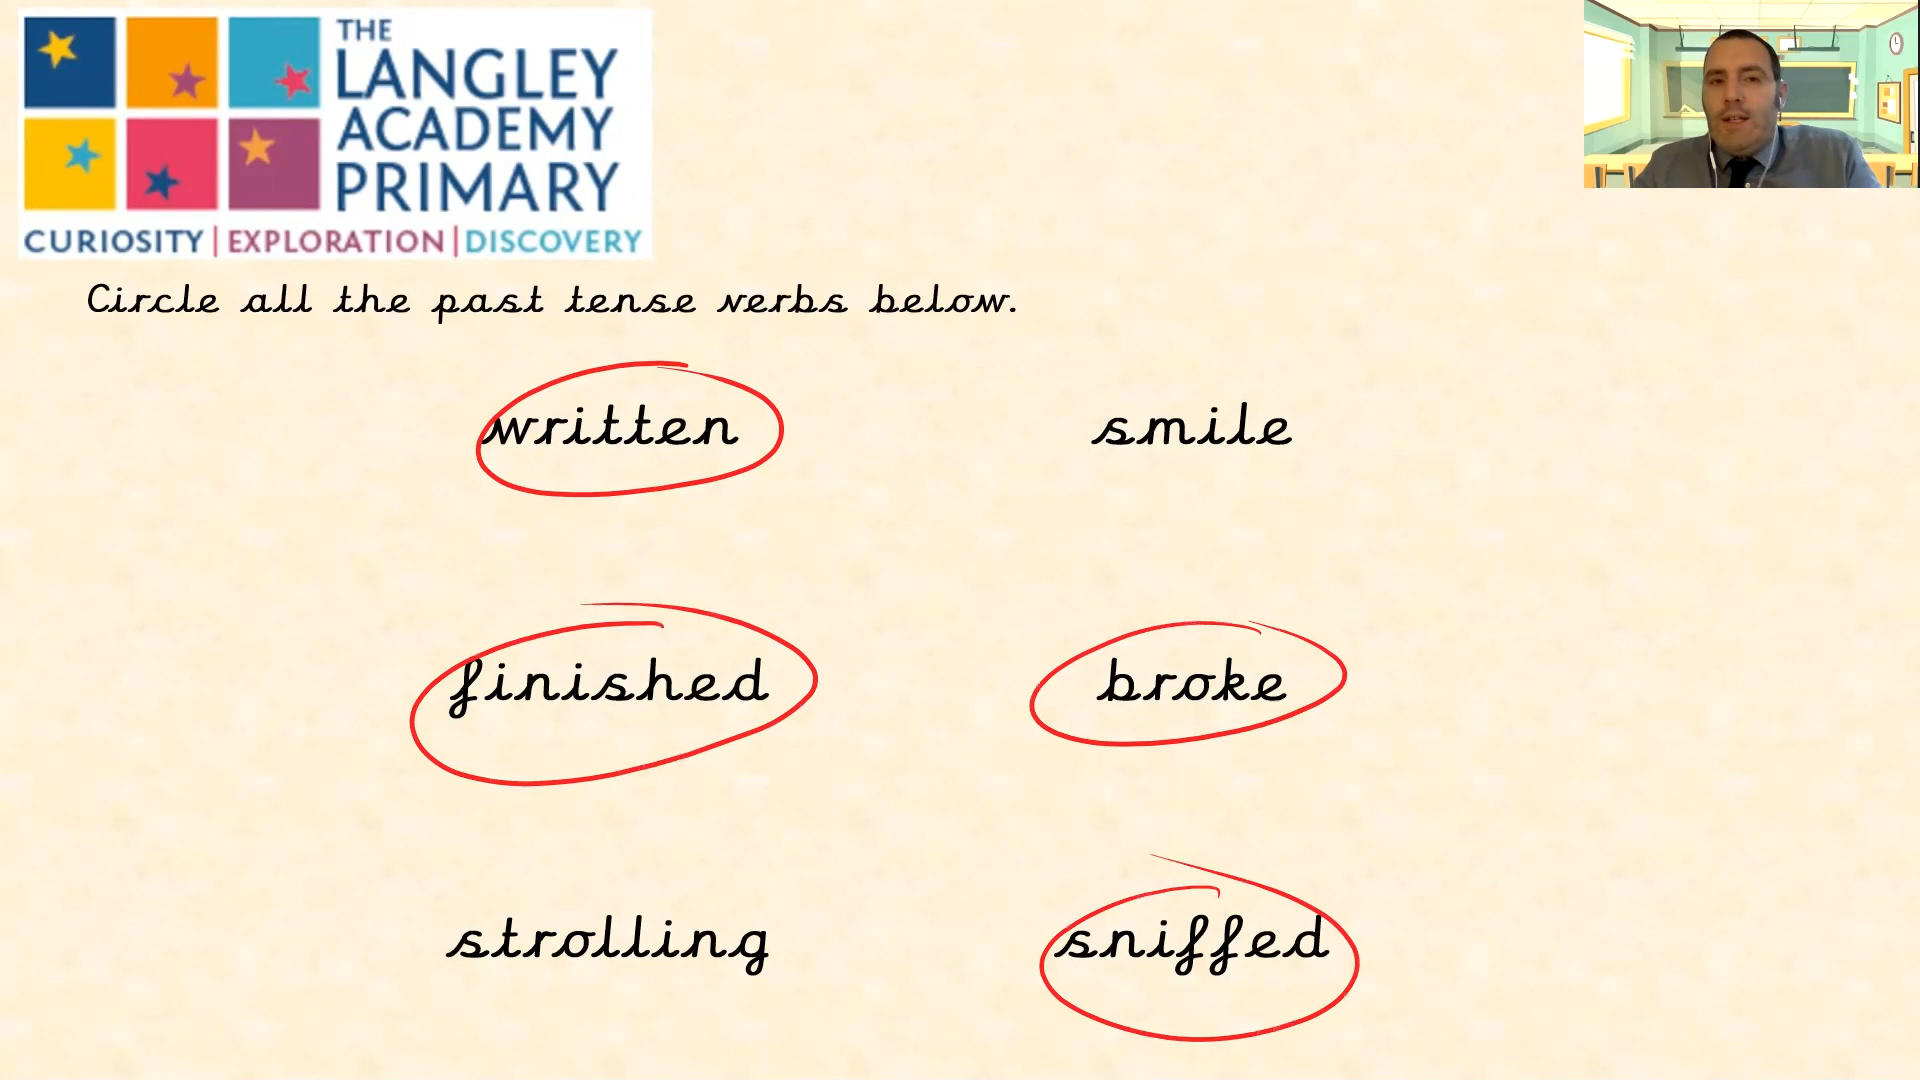 THE
LANGLEY
ACADEMY
PRIMARY
CURIOSITY | EXPLORATION | DISCOVERY
Circle all the past tense verbs below.
written smile
finished broke
strolling sniffed